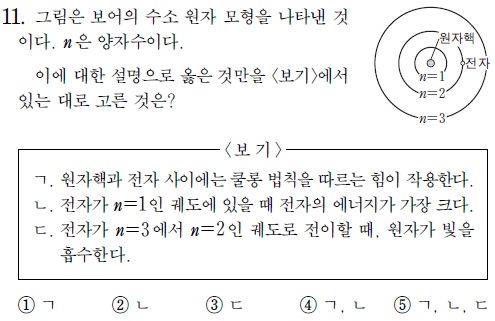 11. 그림은 보어의 수소 원자 모형을 나타낸 것
이다. n은 양자수이다.
이에 대한 설명으로 옳은 것만을 <보기>에서
있는 대로 고른 것은?
원자핵
전자
n=1
n=2
n=3
<보 기>
ㄱ. 원자핵과 전자 사이에는 쿨롱 법칙을 따르는 힘이 작용한다.
ㄴ. 전자가 n=1인 궤도에 있을 때 전자의 에너지가 가장 크다.
ㄷ. 전자가 n=3에서 n=2인 궤도로 전이할 때, 원자가 빛을
흡수한다.
① ㄱ ② ㄴ ③ ㄷ ④ ㄱ, ㄴ ⑤ ㄱ, ㄴ, ㄷ